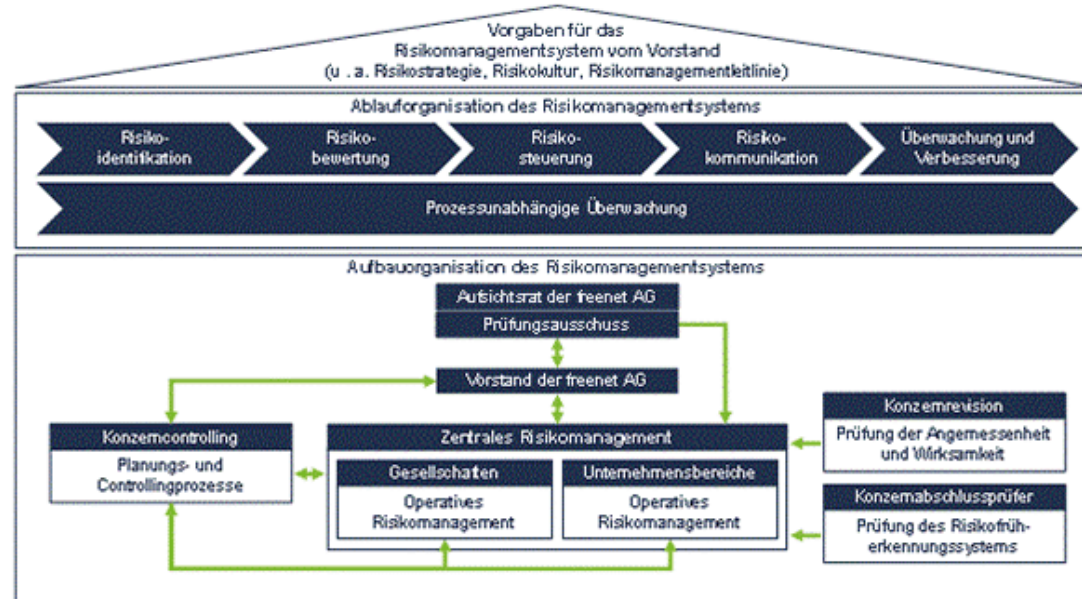 Vorgaben für das
Risikomanagementsystem vom Vorstand
(u . a. Risikostrategie, Risikokultur, Risikomanagementleitlinie)
Ablauforganisation des Risikomanagementsystems
Risiko-
identifikation
Risiko-
bewertung
Risiko-
steuerung
Risiko-
kommunikation
Überwachung und
Verbesserung
Prozessunabhängige Überwachung
Aufbauorganisation des Risikomanagementsystems
Aufsichtsrat der freenet AG
Prüfungsausschuss
Vorstand der freenet AG
Konzerncontrolling
Planungs- und
Controllingprozesse
Zentrales Risikomanagement
Gesellschaften
Operatives
Risikomanagement
Unternehmensbereiche
Operatives
Risikomanagement
Konzernrevision
Prüfung der Angemessenheit
und Wirksamkeit
Konzernabschlussprüfer
Prüfung des Risikofrüh-
erkennungssystems